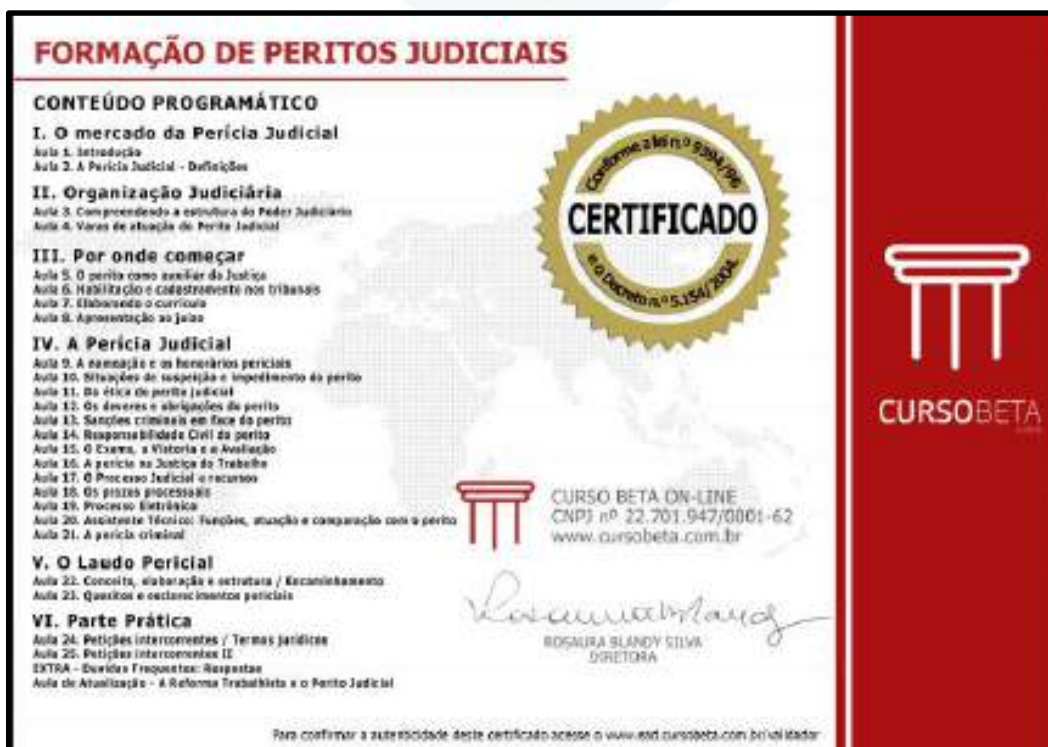 FORMAÇÃO DE PERITOS JUDICIAIS
CONTEÚDO PROGRAMÁTICO
I. O mercado da Perícia Judicial
Aula 1. Introdução
Aula 2. A Perícia Judicial - Definições
II. Organização Judiciária
Aula 3. Compreendendo a estrutura do Poder Judiciário
Aula 4. Varas de atuação do Perito Judicial
III. Por onde começar
Aula 5. O perito como auxiliar da Justiça
Aula 6. Habilitação e cadastramento nos tribunais
Aula 7. Elaborando o currículo
Aula 8. Apresentação ao juízo
IV. A Perícia Judicial
Aula 9. A nomeação e os honorários periciais
Aula 10. Situações de suspeição e impedimento do perito
Aula 11. Da ética do perito judicial
Aula 12. Os deveres e obrigações do perito
Aula 13. Sanções criminais em face do perito
Aula 14. Responsabilidade Civil do perito
Aula 15. O Exame, a Vistoria e a Avaliação
Aula 16. A perícia na Justiça do Trabalho
Aula 17. O Processo Judicial e recursos
Aula 18. Os prazos processuais
Aula 19. Processo Eletrônico
Aula 20. Assistente Técnico: Funções, atuação e comparação com o perito
Aula 21. A perícia criminal
V. O Laudo Pericial
Aula 22. Conceito, elaboração e estrutura / Encaminhamento
Aula 23. Quesitos e esclarecimentos periciais
VI. Parte Prática
Aula 24. Petições intercorrentes / Termos jurídicos
Aula 25. Petições intercorrentes II
EXTRA - Duvidas Frequentes: Respostas
Aula de Atualização - A Reforma Trabalhista e o Perito Judicial
Conforme a lei n.º 9394/96
CERTIFICADO
e o Decreto n.º 5.154/2004.
CURSO BETA ON-LINE
CNPJ nº 22.701.947/0001-62
www.cursobeta.com.br
ROSAURA BLANDY SILVA
DIRETORA
CURSOBETA
Para confirmar a autenticidade deste certificado acesse o www.ead.cursobeta.com.br/validador